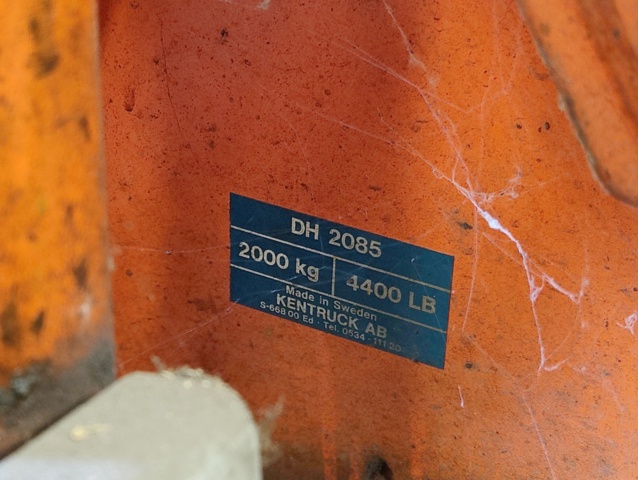 DH 2085
2000 kg 4400 LB
Made in Sweden
KENTRUCK AB
S-668 00 Ed - Tel. 0534 - 111 20